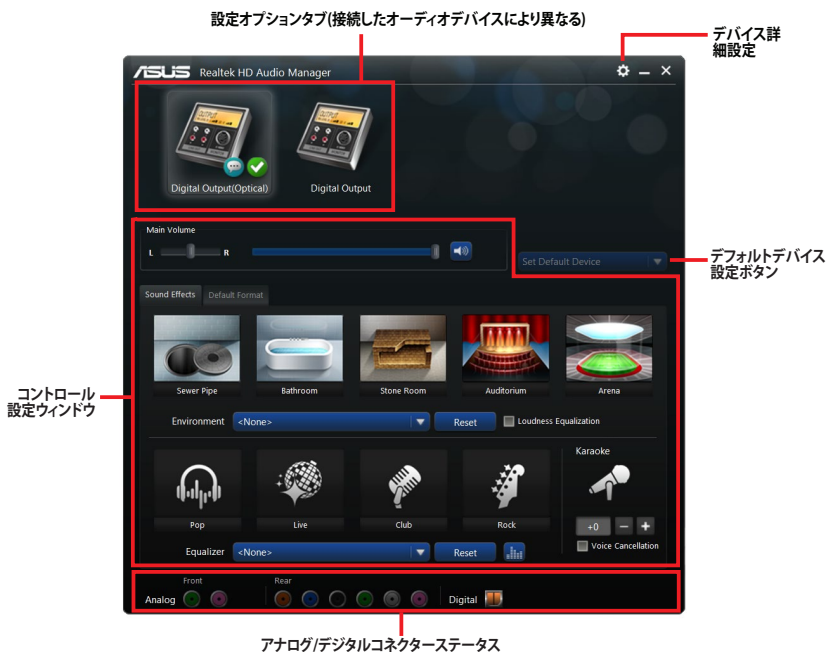 設定オプションタブ(接続したオーディオデバイスにより異なる)
デバイス詳
細設定
ASUS Realtek HD Audio Manager
Digital Output(Optical)
Digital Output
Main Volume
L
R
Set Default Device
デフォルトデバイス
設定ボタン
Sound Effects
Default Format
Sewer Pipe
Bathroom
Stone Room
Auditorium
Arena
コントロール
設定ウィンドウ
Environment
<None>
Reset
Loudness Equalization
Karaoke
Pop
Live
Club
Rock
+0
Equalizer
<None>
Reset
Voice Cancellation
Front
Rear
Analog
Digital
アナログ/デジタルコネクターステータス